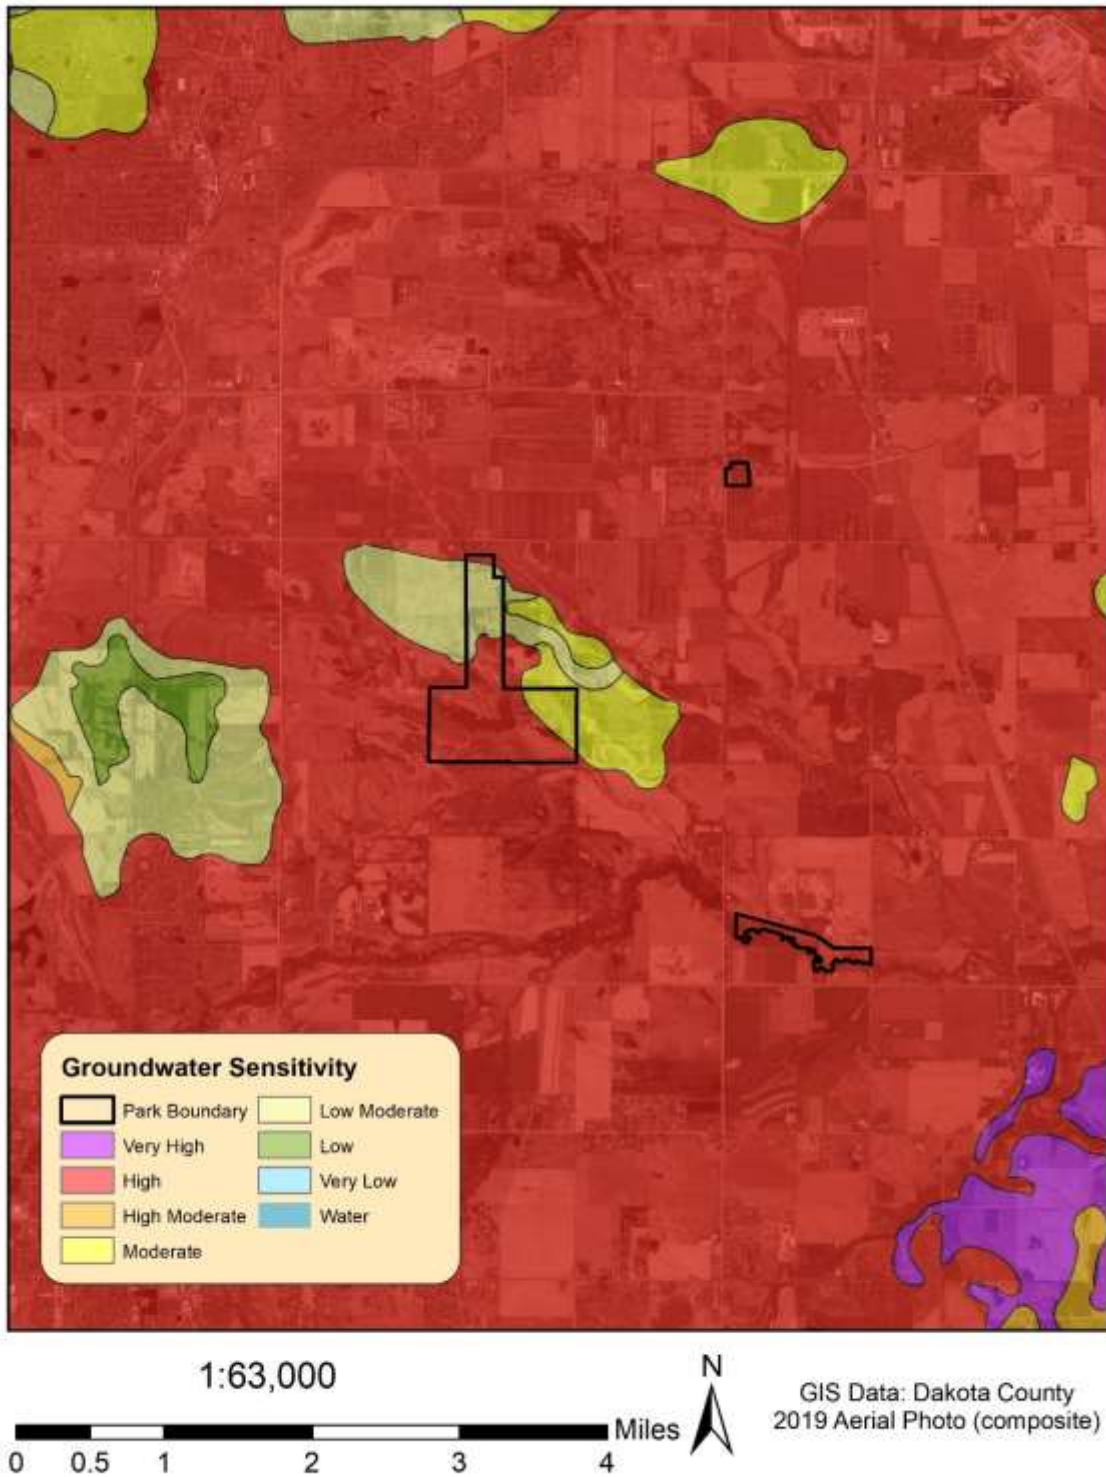 Groundwater Sensitivity
Park Boundary
Very High
High
High Moderate
Moderate
Low Moderate
Low
Very Low
Water
1:63,000
0 0.5 1 2 3 4 Miles
N
GIS Data: Dakota County
2019 Aerial Photo (composite)